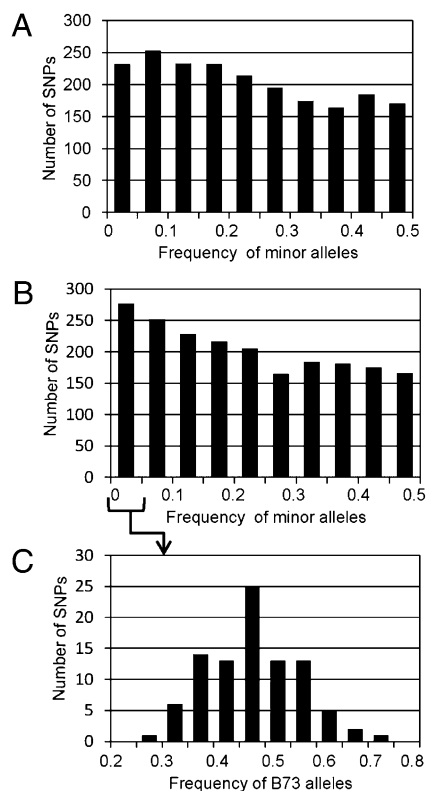 A
300
250
200
150
100
50
0
Number of SNPs
0 0.1 0.2 0.3 0.4 0.5
Frequency of minor alleles
B
300
250
200
150
100
50
0
Number of SNPs
0 0.1 0.2 0.3 0.4 0.5
Frequency of minor alleles
C
30
25
20
15
10
5
0
Number of SNPs
0.2 0.3 0.4 0.5 0.6 0.7 0.8
Frequency of B73 alleles